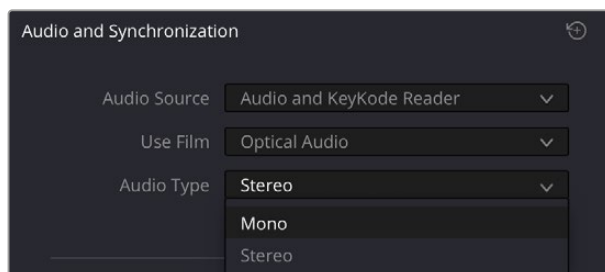 Audio and Synchronization
Audio Source Audio and KeyKode Reader
Use Film Optical Audio
Audio Type Stereo
Mono
Stereo